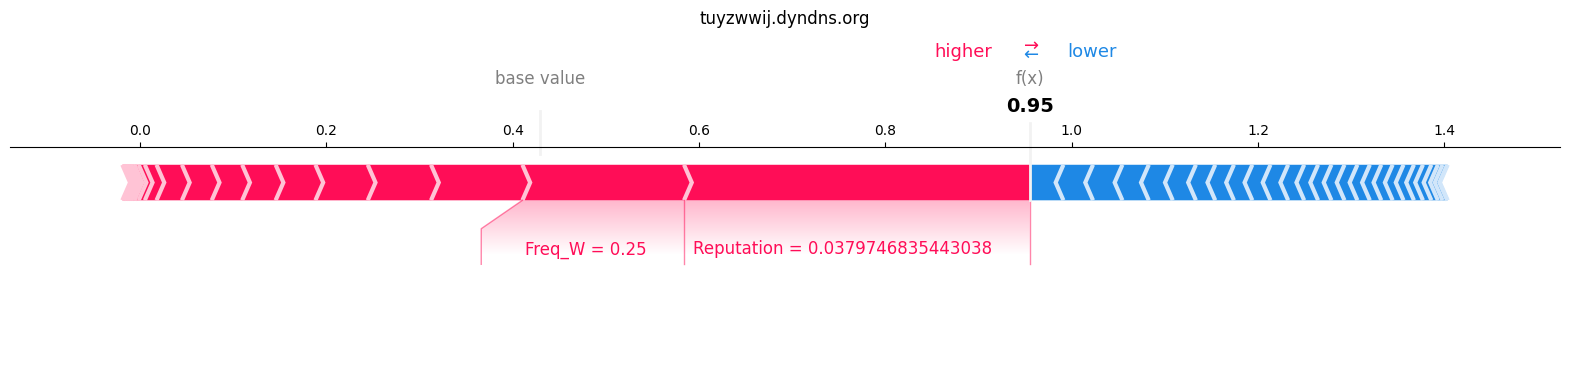 tuyzwwij.dyndns.org
higher ⇄ lower
base value f(x)
0.95
0.0 0.2 0.4 0.6 0.8 1.0 1.2 1.4
Freq_W = 0.25 Reputation = 0.0379746835443038